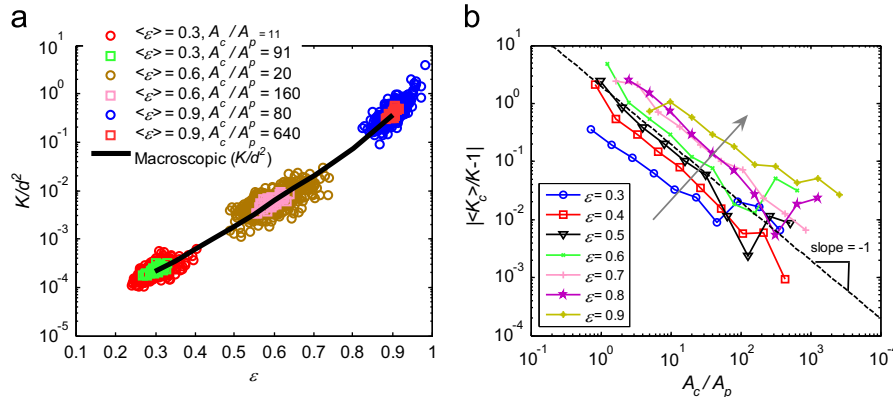 a
<ε> = 0.3, A_c/A_p = 11
<ε> = 0.3, A_c/A_p = 91
<ε> = 0.6, A_c/A_p = 20
<ε> = 0.6, A_c/A_p = 160
<ε> = 0.9, A_c/A_p = 80
<ε> = 0.9, A_c/A_p = 640
Macroscopic (K/d²)
K/d²
10¹
10⁰
10⁻¹
10⁻²
10⁻³
10⁻⁴
10⁻⁵
0.1 0.2 0.3 0.4 0.5 0.6 0.7 0.8 0.9 1
ε
b
|<K_c>/K-1|
10²
10¹
10⁰
10⁻¹
10⁻²
10⁻³
10⁻⁴
ε = 0.3
ε = 0.4
ε = 0.5
ε = 0.6
ε = 0.7
ε = 0.8
ε = 0.9
slope = -1
10⁻¹ 10⁰ 10¹ 10² 10³ 10⁻⁴
A_c/A_p